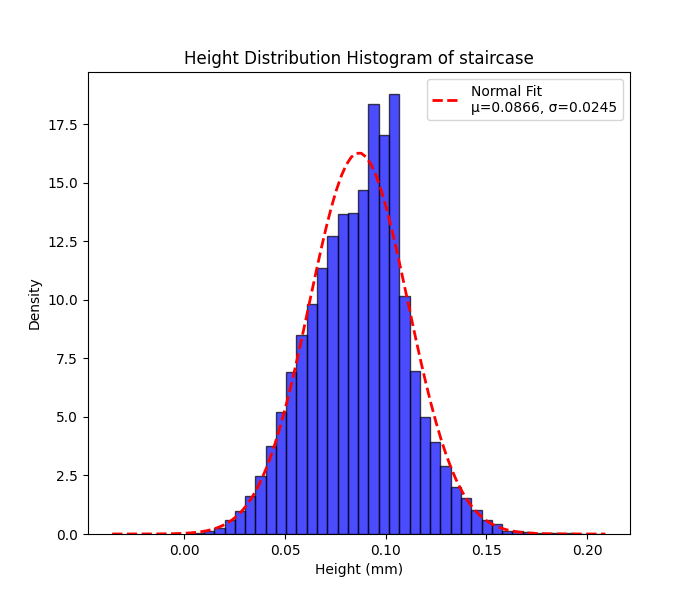 Height Distribution Histogram of staircase
Normal Fit
μ=0.0866, σ=0.0245
Density
17.5
15.0
12.5
10.0
7.5
5.0
2.5
0.0
0.00 0.05 0.10 0.15 0.20
Height (mm)